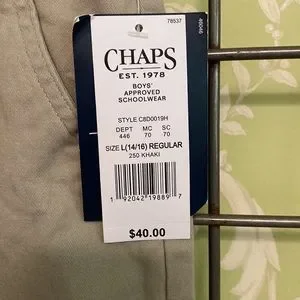 78537
49046
CHAPS
EST. 1978
BOYS'
APPROVED
SCHOOLWEAR
STYLE C8D0019H
DEPT MC SC
446 70 70
SIZE L(14/16) REGULAR
250 KHAKI
1 92042 19889 7
$40.00